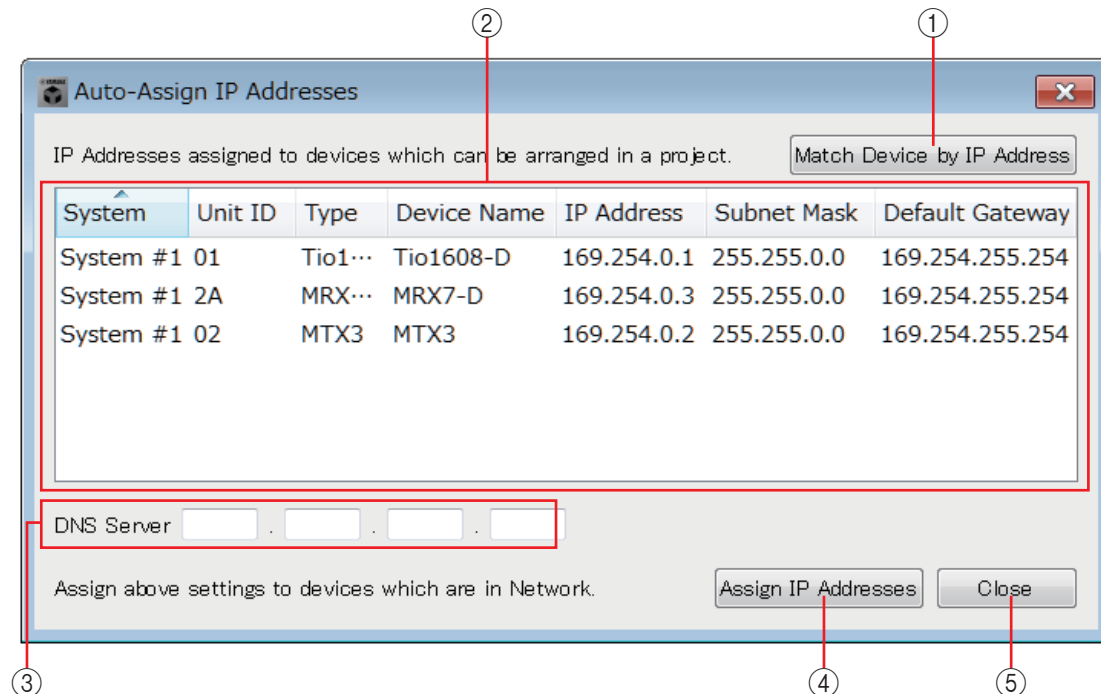 ② ①
Auto-Assign IP Addresses
IP Addresses assigned to devices which can be arranged in a project. Match Device by IP Address
System Unit ID Type Device Name IP Address Subnet Mask Default Gateway
System #1 01 Tio1··· Tio1608-D 169.254.0.1 255.255.0.0 169.254.255.254
System #1 2A MRX··· MRX7-D 169.254.0.3 255.255.0.0 169.254.255.254
System #1 02 MTX3 MTX3 169.254.0.2 255.255.0.0 169.254.255.254
DNS Server . . .
Assign above settings to devices which are in Network. Assign IP Addresses Close
③ ④ ⑤